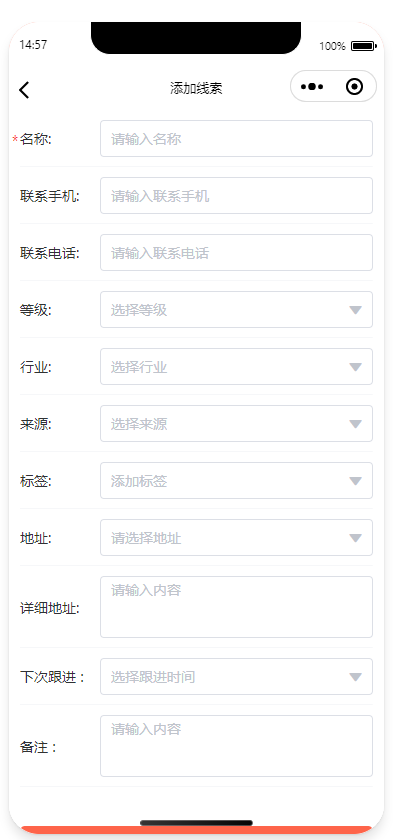 14:57 100%
添加线索
*名称: 请输入名称
联系手机: 请输入联系手机
联系电话: 请输入联系电话
等级: 选择等级
行业: 选择行业
来源: 选择来源
标签: 添加标签
地址: 请选择地址
详细地址: 请输入内容
下次跟进： 选择跟进时间
备注： 请输入内容